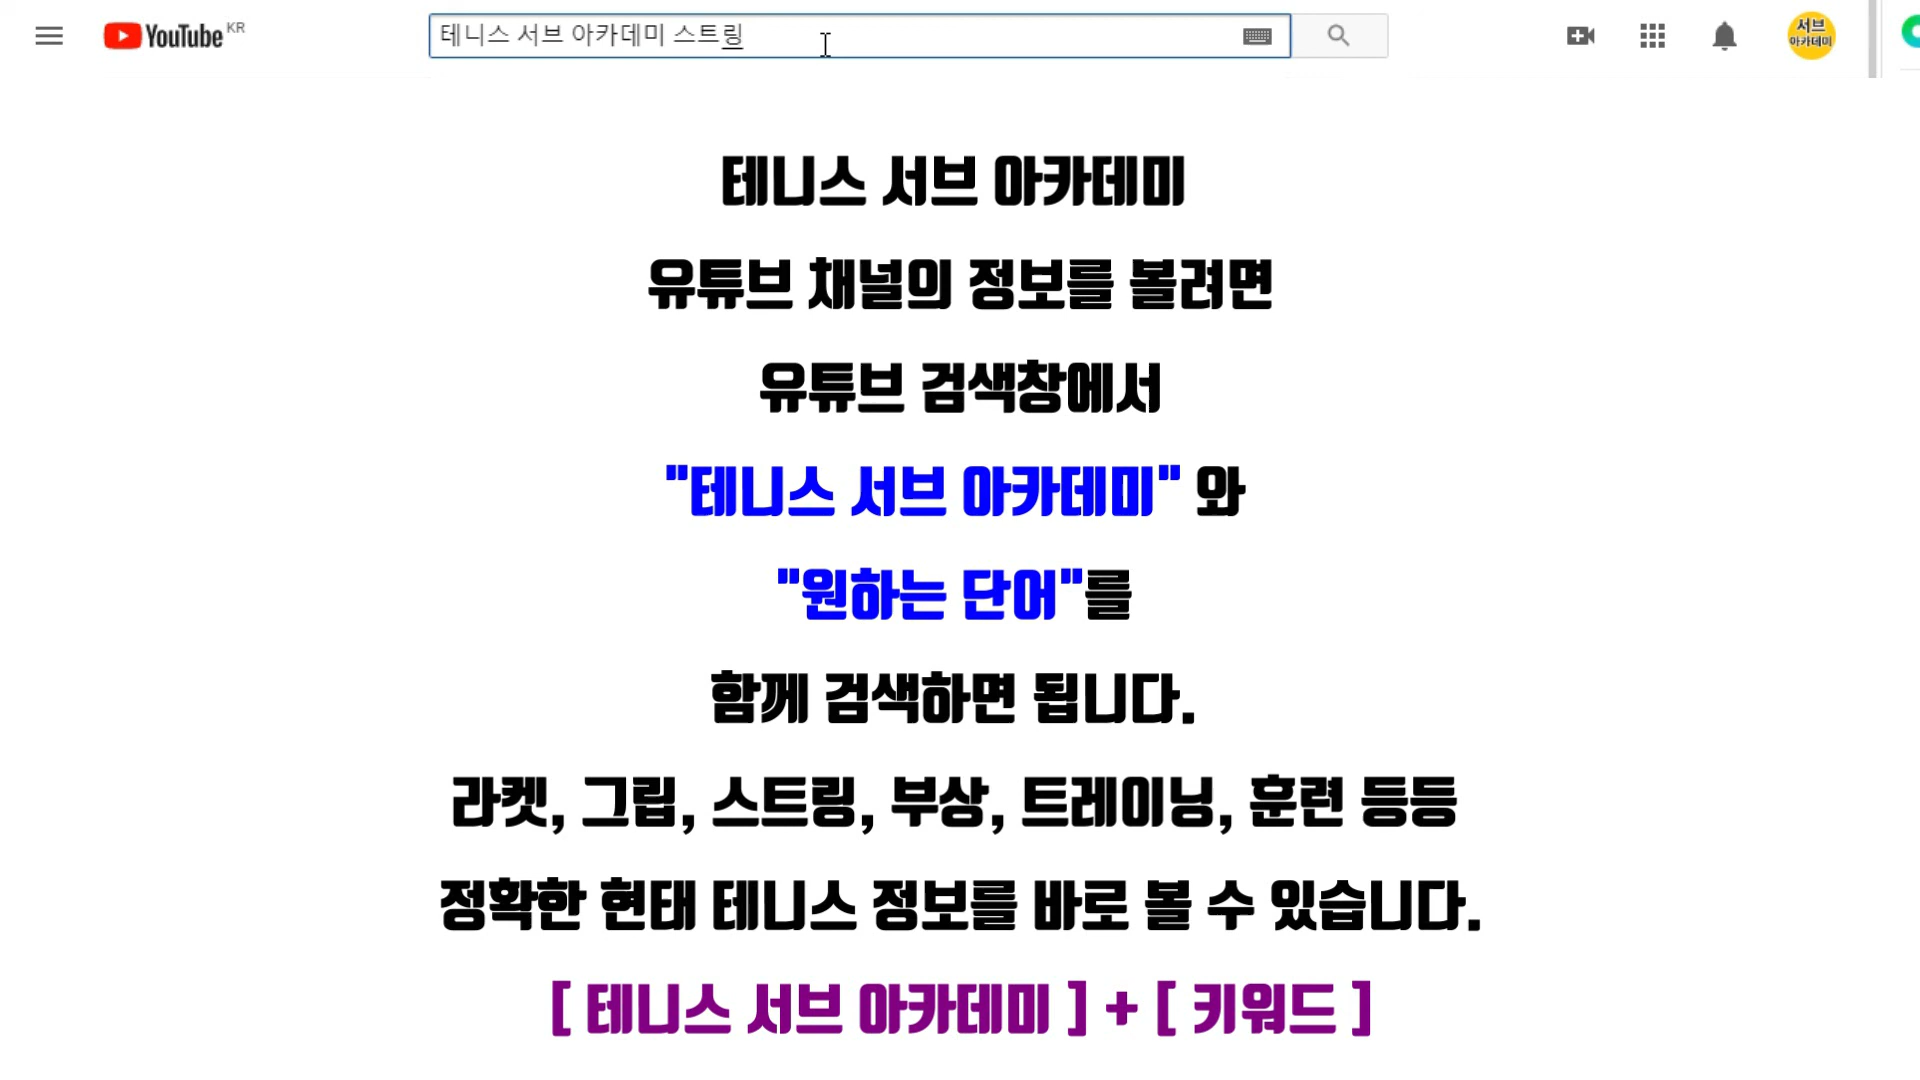 YouTube KR
테니스 서브 아카데미 스트링
서브
아카데미
테니스 서브 아카데미
유튜브 채널의 정보를 볼려면
유튜브 검색창에서
"테니스 서브 아카데미" 와
"원하는 단어"를
함께 검색하면 됩니다.
라켓, 그립, 스트링, 부상, 트레이닝, 훈련 등등
정확한 현태 테니스 정보를 바로 볼 수 있습니다.
[ 테니스 서브 아카데미 ] + [ 키워드 ]